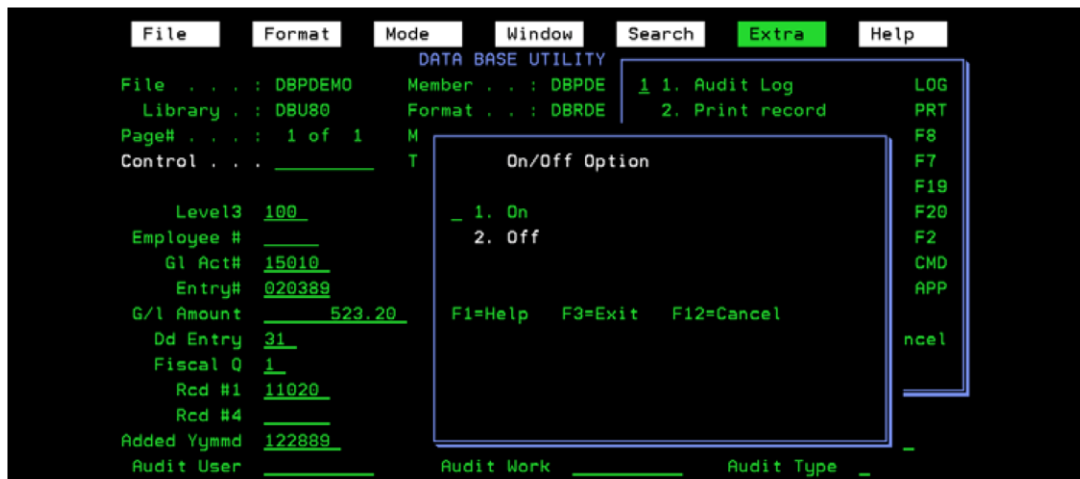 File Format Mode Window Search Extra Help
DATA BASE UTILITY
File . . . : DBPDEMO Member . . : DBPDE 1 1. Audit Log LOG
Library . : DBU80 Format . . : DBRDE 2. Print record PRT
Page# . . . : 1 of 1 M F8
Control . . . T On/Off Option F7
F19
Level3 100 _ 1. On F20
Employee # 2. Off F2
Gl Act# 15010 CMD
Entry# 020389 APP
G/l Amount 523.20 F1=Help F3=Exit F12=Cancel
Dd Entry 31 ncel
Fiscal Q 1
Rcd #1 11020
Rcd #4
Added Yymmd 122889
Audit User Audit Work Audit Type